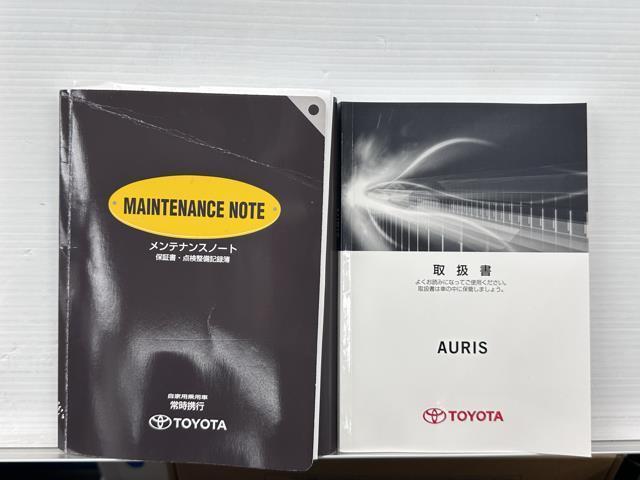 MAINTENANCE NOTE
メンテナンスノート
保証書・点検整備記録簿
自家用乗用車
常時携行
TOYOTA
取扱書
よくお読みになってご使用ください。
取扱書は車の中に保管しましょう。
AURIS
TOYOTA